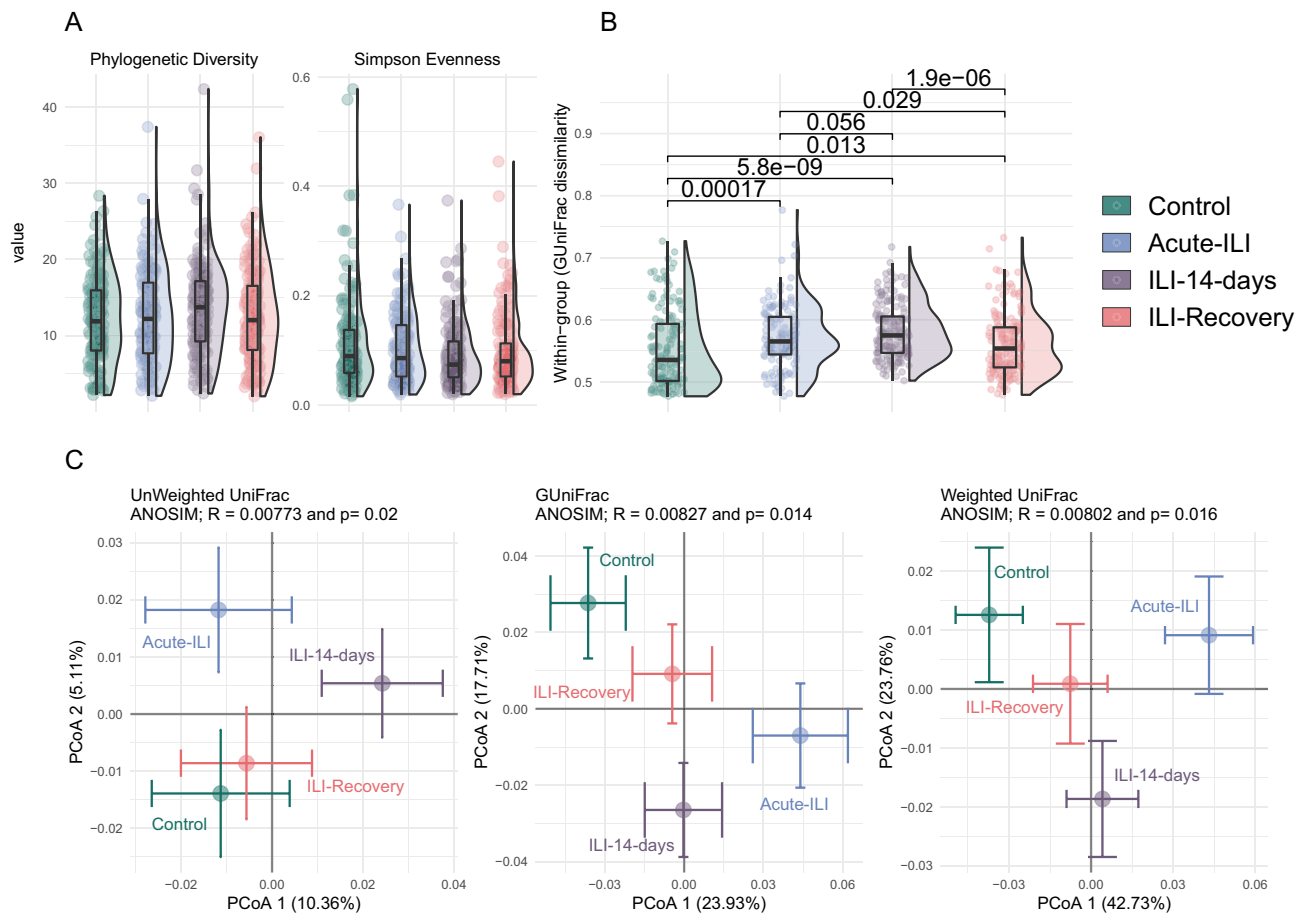 A
B
Phylogenetic Diversity
Simpson Evenness
value
40
30
20
10
0.6
0.4
0.2
0.0
Within-group (GUniFrac dissimilarity
0.9
0.8
0.7
0.6
0.5
1.9e−06
0.029
0.056
0.013
5.8e−09
0.00017
Control
Acute-ILI
ILI-14-days
ILI-Recovery
C
UnWeighted UniFrac
ANOSIM; R = 0.00773 and p= 0.02
PCoA 2 (5.11%)
0.03
0.02
0.01
0.00
−0.01
−0.02
Acute-ILI
ILI-14-days
ILI-Recovery
Control
−0.02
0.00
0.02
0.04
PCoA 1 (10.36%)
GUniFrac
ANOSIM; R = 0.00827 and p= 0.014
PCoA 2 (17.71%)
0.04
0.02
0.00
−0.02
−0.04
Control
ILI-Recovery
Acute-ILI
ILI-14-days
−0.03
0.00
0.03
0.06
PCoA 1 (23.93%)
Weighted UniFrac
ANOSIM; R = 0.00802 and p= 0.016
PCoA 2 (23.76%)
0.02
0.01
0.00
−0.01
−0.02
−0.03
Control
Acute-ILI
ILI-Recovery
ILI-14-days
−0.03
0.00
0.03
0.06
PCoA 1 (42.73%)